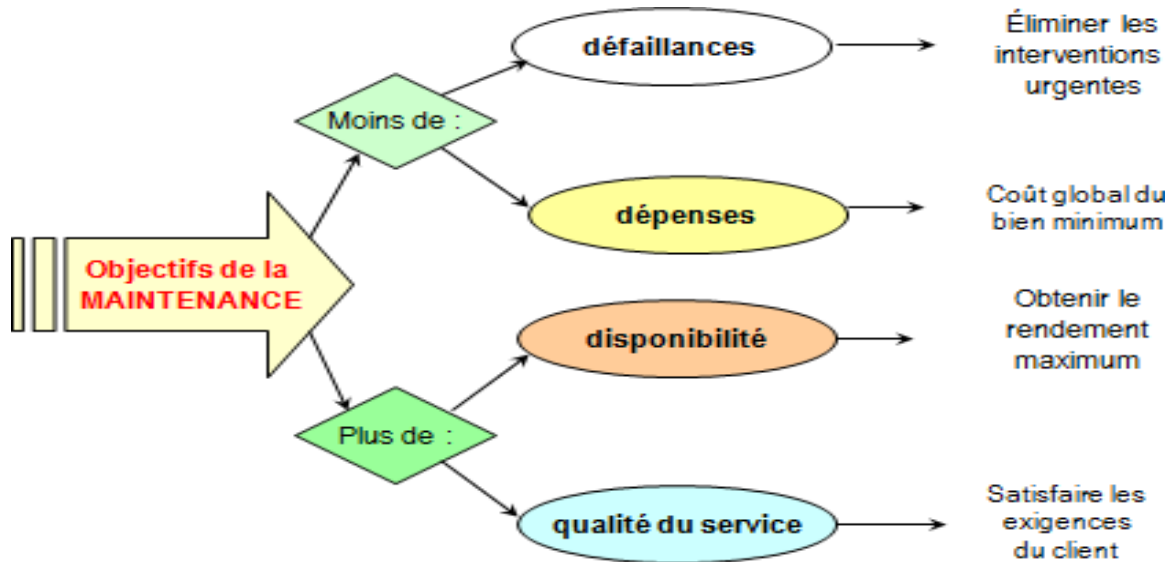 défaillances
Éliminer les
interventions
urgentes
Moins de :
dépenses
Coût global du
bien minimum
Objectifs de la
MAINTENANCE
disponibilité
Obtenir le
rendement
maximum
Plus de :
qualité du service
Satisfaire les
exigences
du client